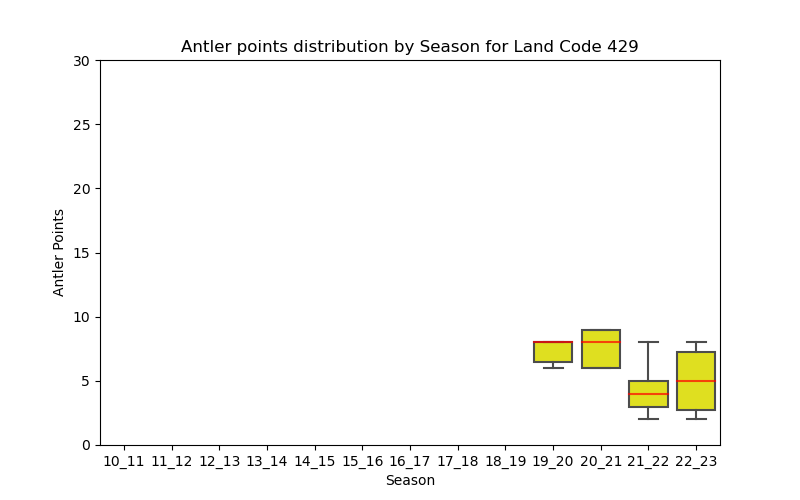 Antler points distribution by Season for Land Code 429
30
25
20
15
10
5
0
Antler Points
10_11 11_12 12_13 13_14 14_15 15_16 16_17 17_18 18_19 19_20 20_21 21_22 22_23
Season